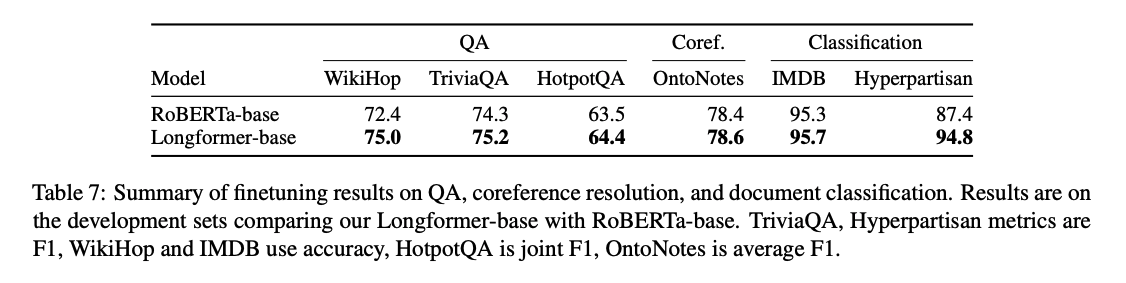 QA Coref. Classification
Model WikiHop TriviaQA HotpotQA OntoNotes IMDB Hyperpartisan
RoBERTa-base 72.4 74.3 63.5 78.4 95.3 87.4
Longformer-base 75.0 75.2 64.4 78.6 95.7 94.8
Table 7: Summary of finetuning results on QA, coreference resolution, and document classification. Results are on
the development sets comparing our Longformer-base with RoBERTa-base. TriviaQA, Hyperpartisan metrics are
F1, WikiHop and IMDB use accuracy, HotpotQA is joint F1, OntoNotes is average F1.